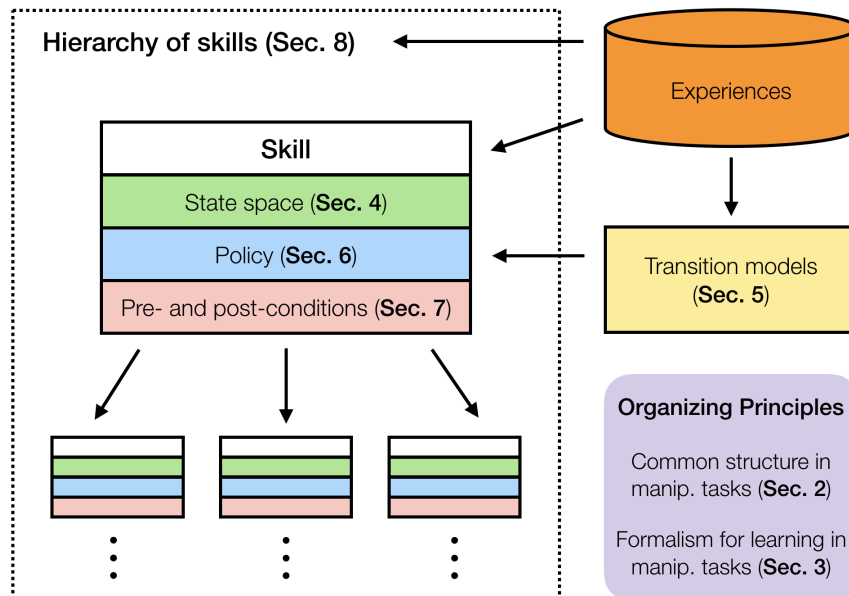 Hierarchy of skills (Sec. 8)
Experiences
Skill
State space (Sec. 4)
Policy (Sec. 6)
Pre- and post-conditions (Sec. 7)
Transition models
(Sec. 5)
Organizing Principles
Common structure in
manip. tasks (Sec. 2)
Formalism for learning in
manip. tasks (Sec. 3)